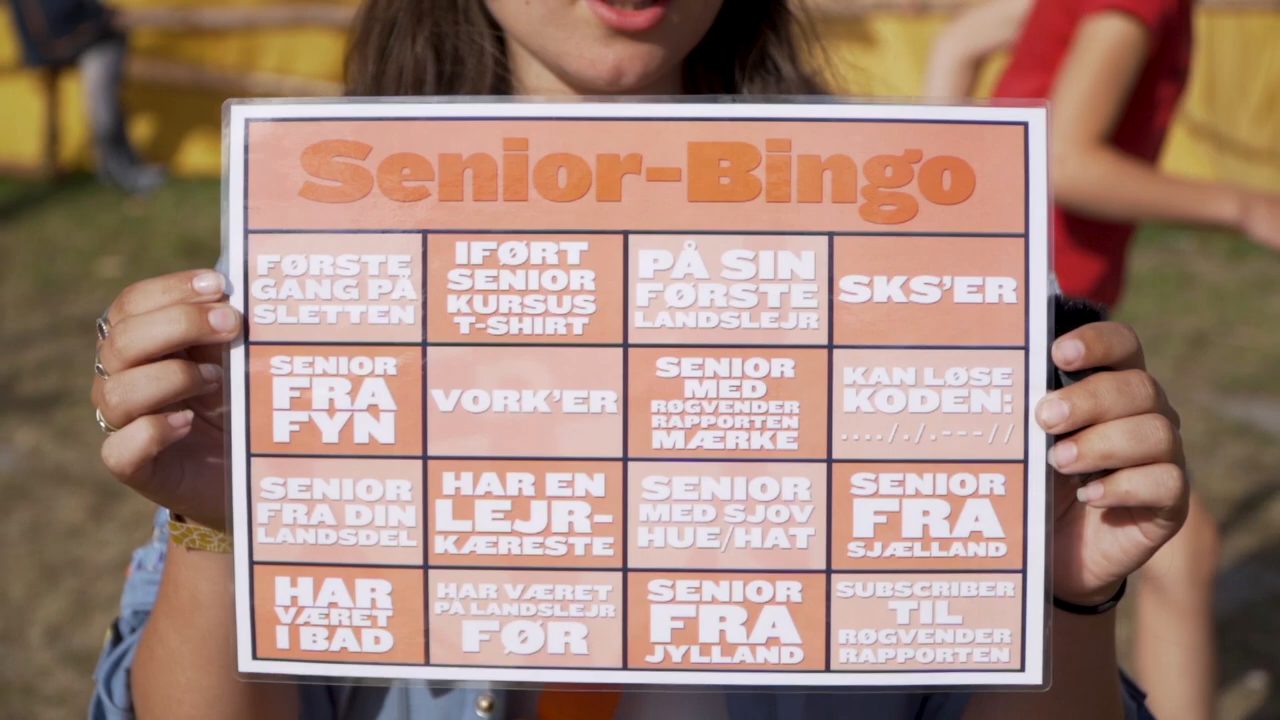 Senior-Bingo
FØRSTE
GANG PÅ
SLETTEN
IFØRT
SENIOR
KURSUS
T-SHIRT
PÅ SIN
FØRSTE
LANDSLEJR
SKS'ER
SENIOR
FRA
FYN
VORK'ER
SENIOR
MED
RØGVENDER
RAPPORTEN
MÆRKE
KAN LØSE
KODEN:
..../././.---//
SENIOR
FRA DIN
LANDSDEL
HAR EN
LEJR-
KÆRESTE
SENIOR
MED SJOV
HUE/HAT
SENIOR
FRA
SJÆLLAND
HAR
VÆRET
I BAD
HAR VÆRET
PÅ LANDSLEJR
FØR
SENIOR
FRA
JYLLAND
SUBSCRIBER
TIL
RØGVENDER
RAPPORTEN